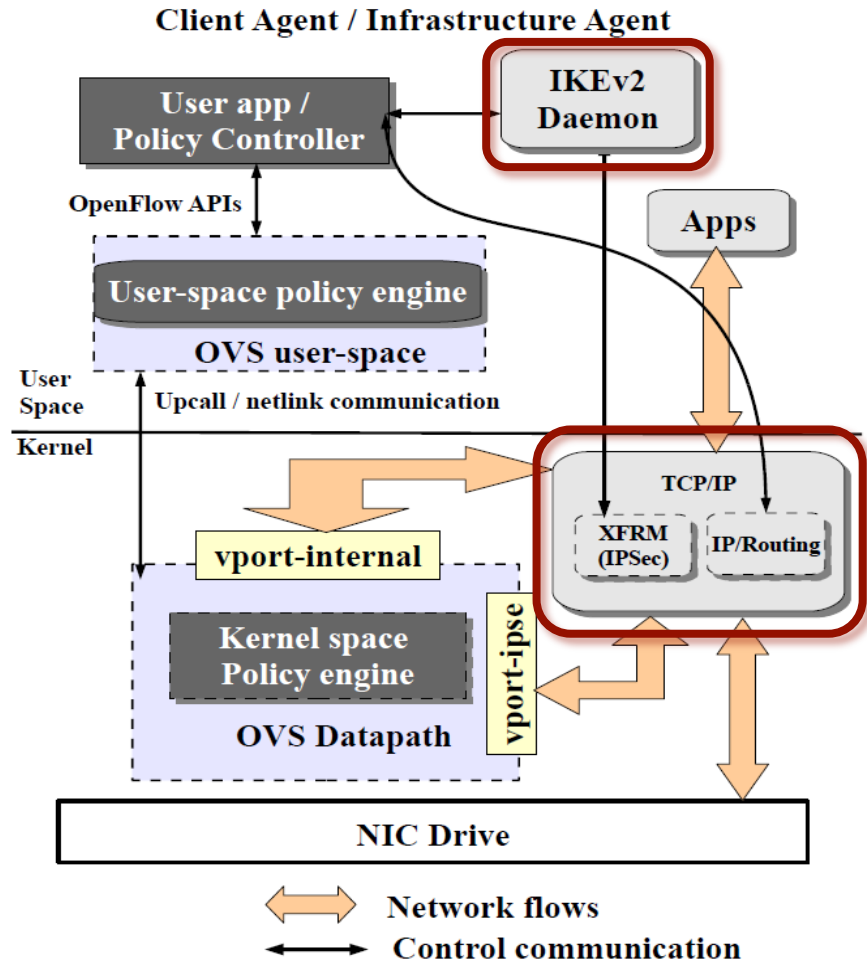 Client Agent / Infrastructure Agent
User app /
Policy Controller
IKEv2
Daemon
OpenFlow APIs
Apps
User-space policy engine
OVS user-space
User
Space
Upcall / netlink communication
Kernel
TCP/IP
XFRM
(IPSec)
IP/Routing
vport-internal
Kernel space
Policy engine
vport-ipse
OVS Datapath
NIC Drive
Network flows
Control communication